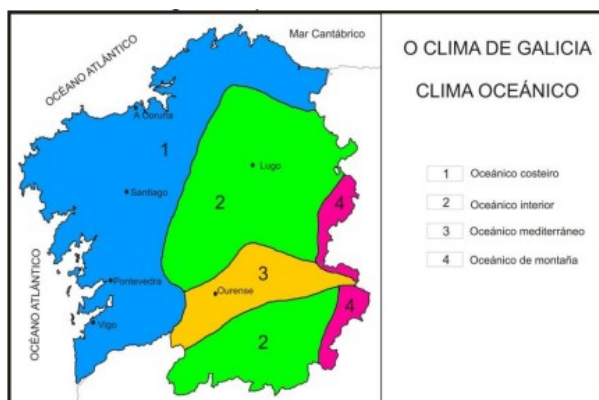 Mar Cantábrico
OCÉANO ATLÁNTICO
A Coruña
1
Lugo
Santiago
2
4
3
Pontevedra
Ourense
4
OCÉANO ATLÁNTICO
Vigo
2
O CLIMA DE GALICIA
CLIMA OCEÁNICO
1 Oceánico costeiro
2 Oceánico interior
3 Oceánico mediterráneo
4 Oceánico de montaña